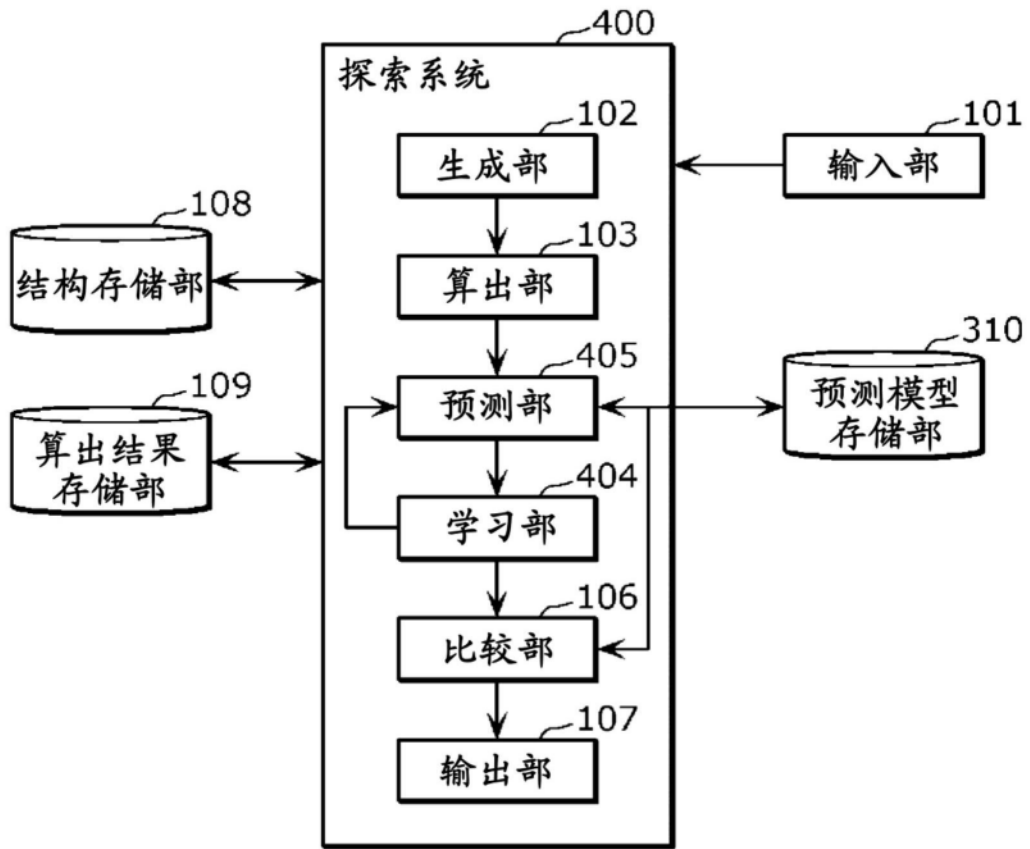 400
探索系统
102
生成部
101
输入部
108
结构存储部
103
算出部
405
预测部
310
预测模型
存储部
109
算出结果
存储部
404
学习部
106
比较部
107
输出部